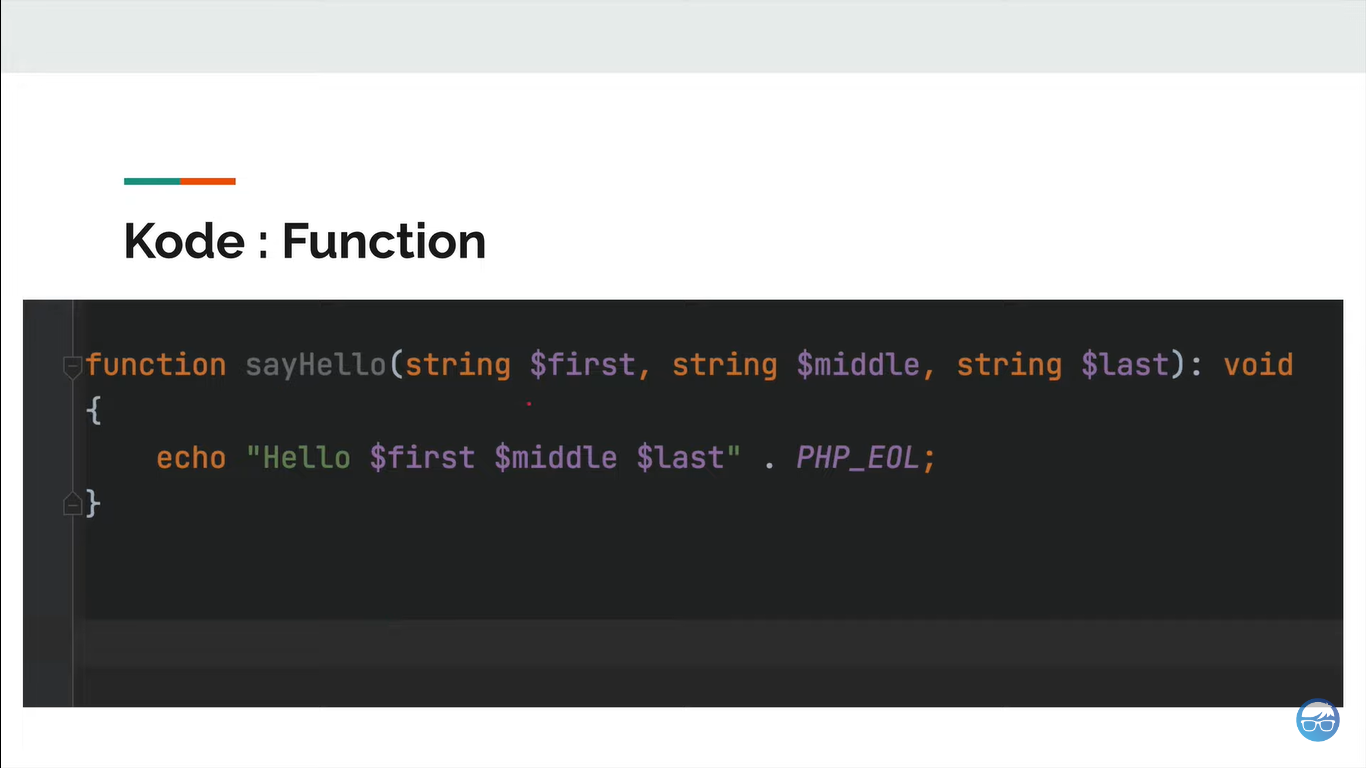 Kode : Function
function sayHello(string $first, string $middle, string $last): void
{
    echo "Hello $first $middle $last" . PHP_EOL;
}